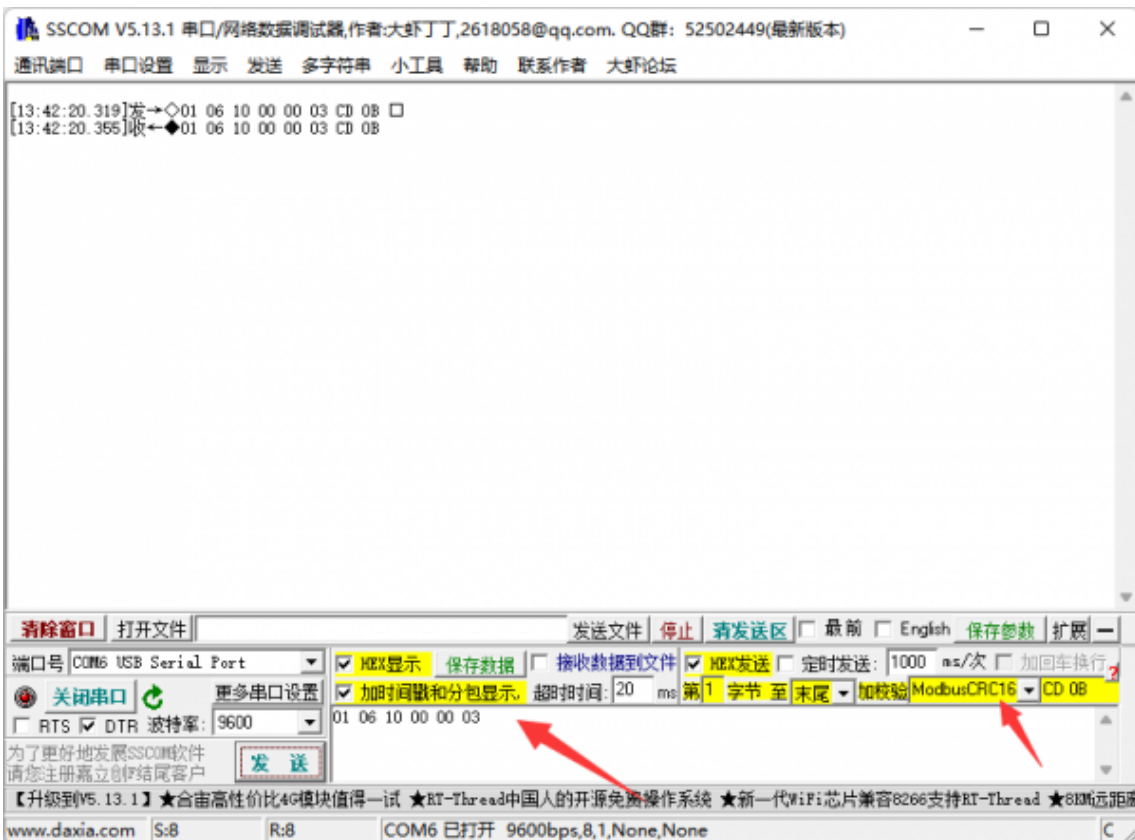 SSCOM V5.13.1 串口/网络数据调试器,作者:大虾丁丁,2618058@qq.com. QQ群: 52502449(最新版本)
通讯端口 串口设置 显示 发送 多字符串 小工具 帮助 联系作者 大虾论坛
[13:42:20.319]发→◇01 06 10 00 00 03 CD 0B □
[13:42:20.355]收←◆01 06 10 00 00 03 CD 0B
清除窗口 打开文件 发送文件 停止 清发送区 最前 English 保存参数 扩展 —
端口号 COM6 USB Serial Port HEX显示 保存数据 接收数据到文件 HEX发送 定时发送: 1000 ms/次 加回车换行
关闭串口 更多串口设置 加时间戳和分包显示, 超时时间: 20 ms 第1 字节 至 末尾 加校验 ModbusCRC16 CD 0B ?
RTS DTR 波特率: 9600 01 06 10 00 00 03
为了更好地发展SSCOM软件
请您注册嘉立创F结尾客户
发 送
【升级到V5.13.1】★合宙高性价比4G模块值得一试 ★RT-Thread中国人的开源免费操作系统 ★新一代WiFi芯片兼容8266支持RT-Thread ★8KM远距
www.daxia.com S:8 R:8 COM6 已打开 9600bps,8,1,None,None C